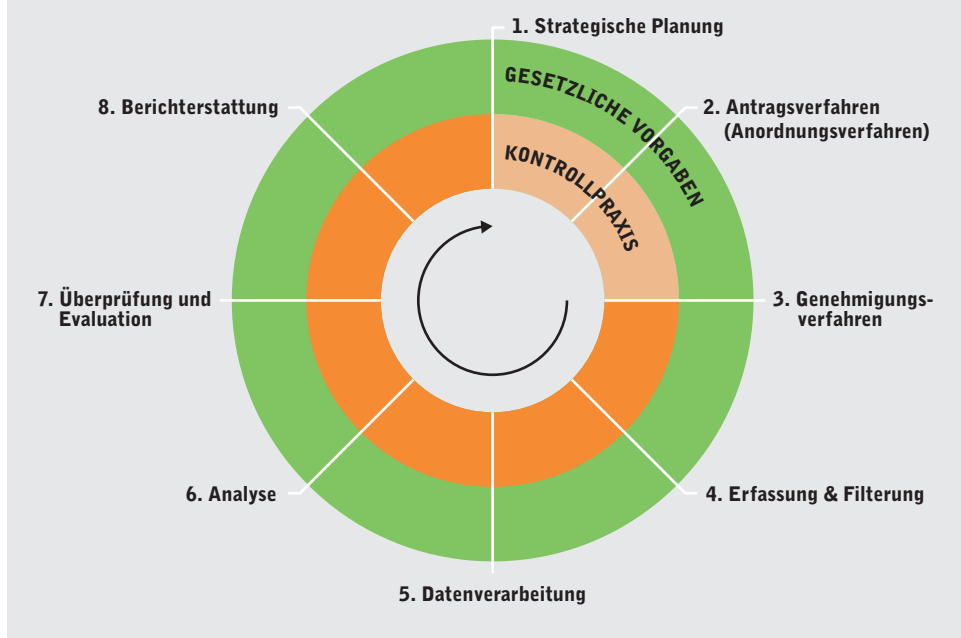 1. Strategische Planung
GESETZLICHE VORGABEN
KONTROLLPRAXIS
2. Antragsverfahren
(Anordnungsverfahren)
3. Genehmigungs-
verfahren
4. Erfassung & Filterung
5. Datenverarbeitung
6. Analyse
7. Überprüfung und
Evaluation
8. Berichterstattung